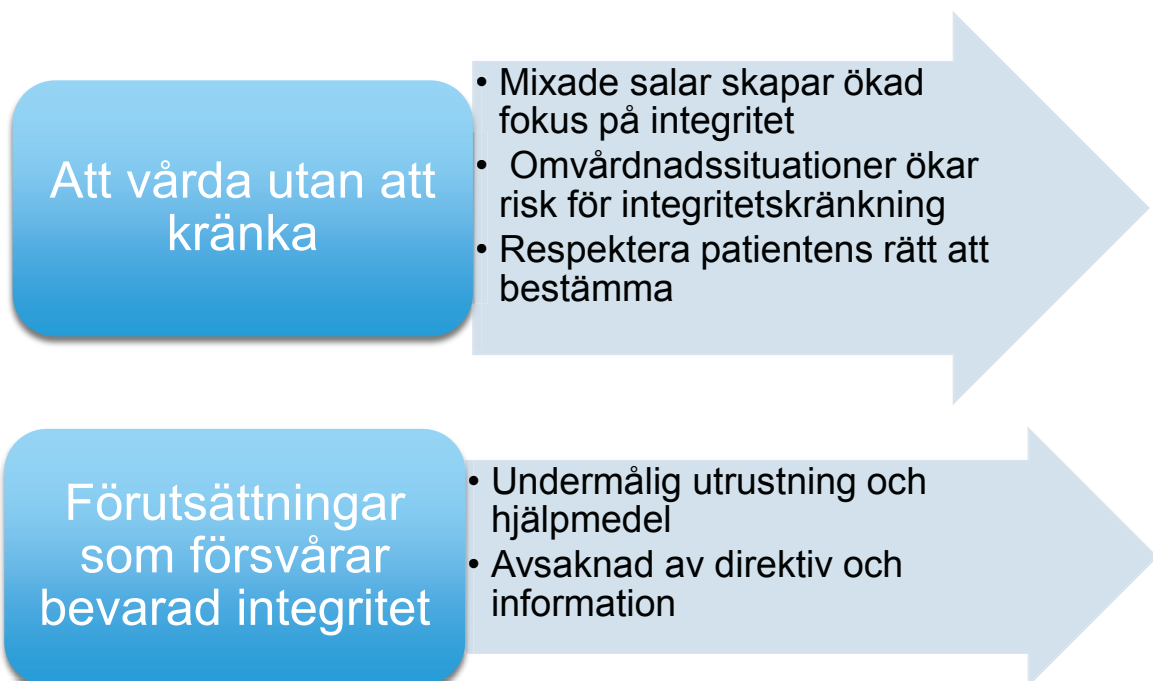 Att vårda utan att
kränka
• Mixade salar skapar ökad
fokus på integritet
• Omvårdnadssituationer ökar
risk för integritetskränkning
• Respektera patientens rätt att
bestämma
Förutsättningar
som försvårar
bevarad integritet
• Undermålig utrustning och
hjälpmedel
• Avsaknad av direktiv och
information